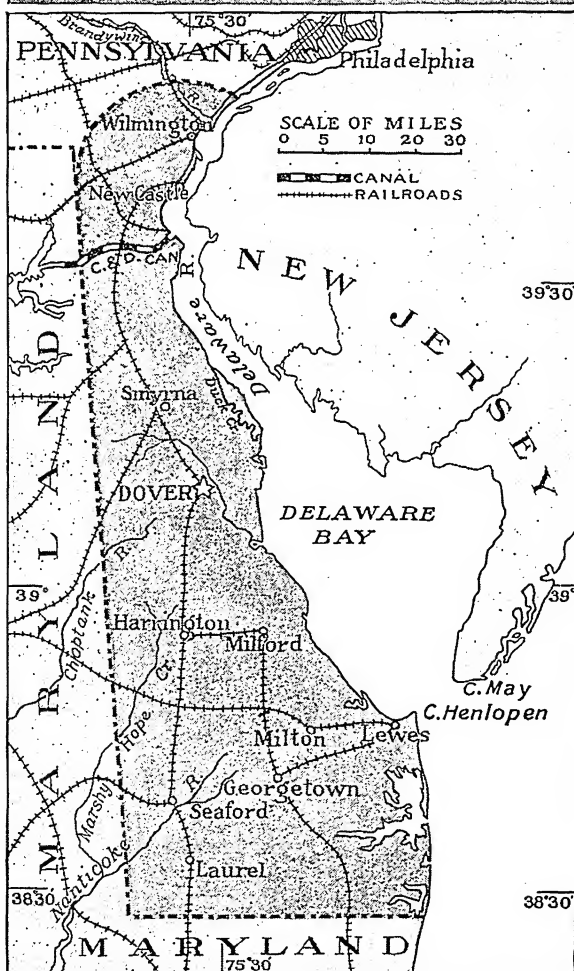 75°30
Brandywine
R.
PENNSYLVANIA
Philadelphia
Wilmington
SCALE OF MILES
0 5 10 20 30
CANAL
RAILROADS
New Castle
C.& D. CAN
R.
Delaware
NEW JERSEY
39°30
MARYLAND
Smyrna
Duck Cr.
DOVER
DELAWARE
BAY
39°
39°
Choptank
R.
Harrington
Milford
C. May
C. Henlopen
Marshy Hope Cr.
Milton
Lewes
Georgetown
Nanticoke
R.
Seaford
Laurel
38°30
38°30
MARYLAND
75°30